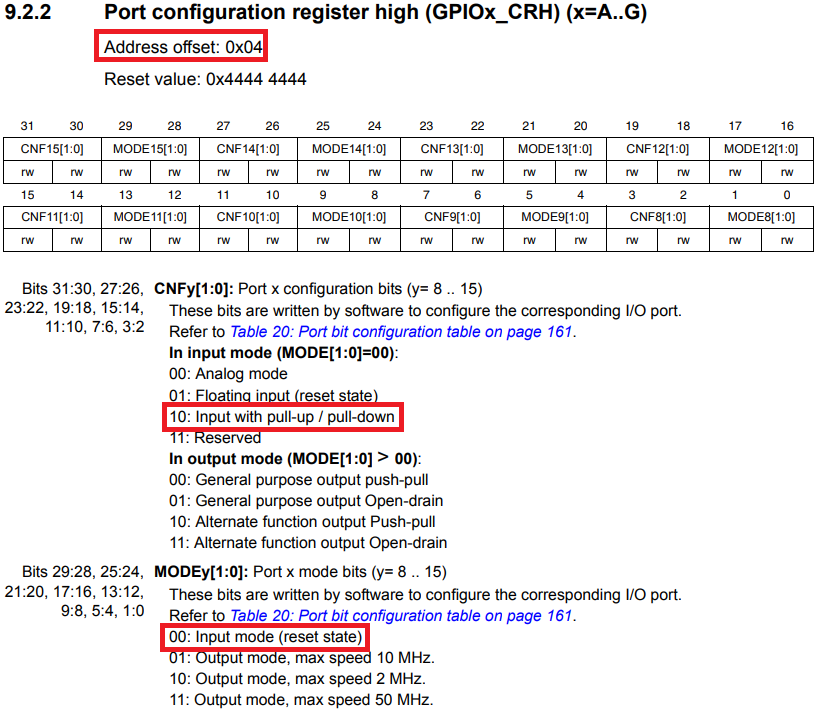 9.2.2 Port configuration register high (GPIOx_CRH) (x=A..G)
Address offset: 0x04
Reset value: 0x4444 4444
31 30 29 28 27 26 25 24 23 22 21 20 19 18 17 16
CNF15[1:0] MODE15[1:0] CNF14[1:0] MODE14[1:0] CNF13[1:0] MODE13[1:0] CNF12[1:0] MODE12[1:0]
rw rw rw rw rw rw rw rw rw rw rw rw rw rw rw rw
15 14 13 12 11 10 9 8 7 6 5 4 3 2 1 0
CNF11[1:0] MODE11[1:0] CNF10[1:0] MODE10[1:0] CNF9[1:0] MODE9[1:0] CNF8[1:0] MODE8[1:0]
rw rw rw rw rw rw rw rw rw rw rw rw rw rw rw rw
Bits 31:30, 27:26, CNFy[1:0]: Port x configuration bits (y= 8 .. 15)
23:22, 19:18, 15:14, These bits are written by software to configure the corresponding I/O port.
11:10, 7:6, 3:2 Refer to Table 20: Port bit configuration table on page 161.
In input mode (MODE[1:0]=00):
00: Analog mode
01: Floating input (reset state)
10: Input with pull-up / pull-down
11: Reserved
In output mode (MODE[1:0] > 00):
00: General purpose output push-pull
01: General purpose output Open-drain
10: Alternate function output Push-pull
11: Alternate function output Open-drain
Bits 29:28, 25:24, MODEy[1:0]: Port x mode bits (y= 8 .. 15)
21:20, 17:16, 13:12, These bits are written by software to configure the corresponding I/O port.
9:8, 5:4, 1:0 Refer to Table 20: Port bit configuration table on page 161.
00: Input mode (reset state)
01: Output mode, max speed 10 MHz.
10: Output mode, max speed 2 MHz.
11: Output mode, max speed 50 MHz.